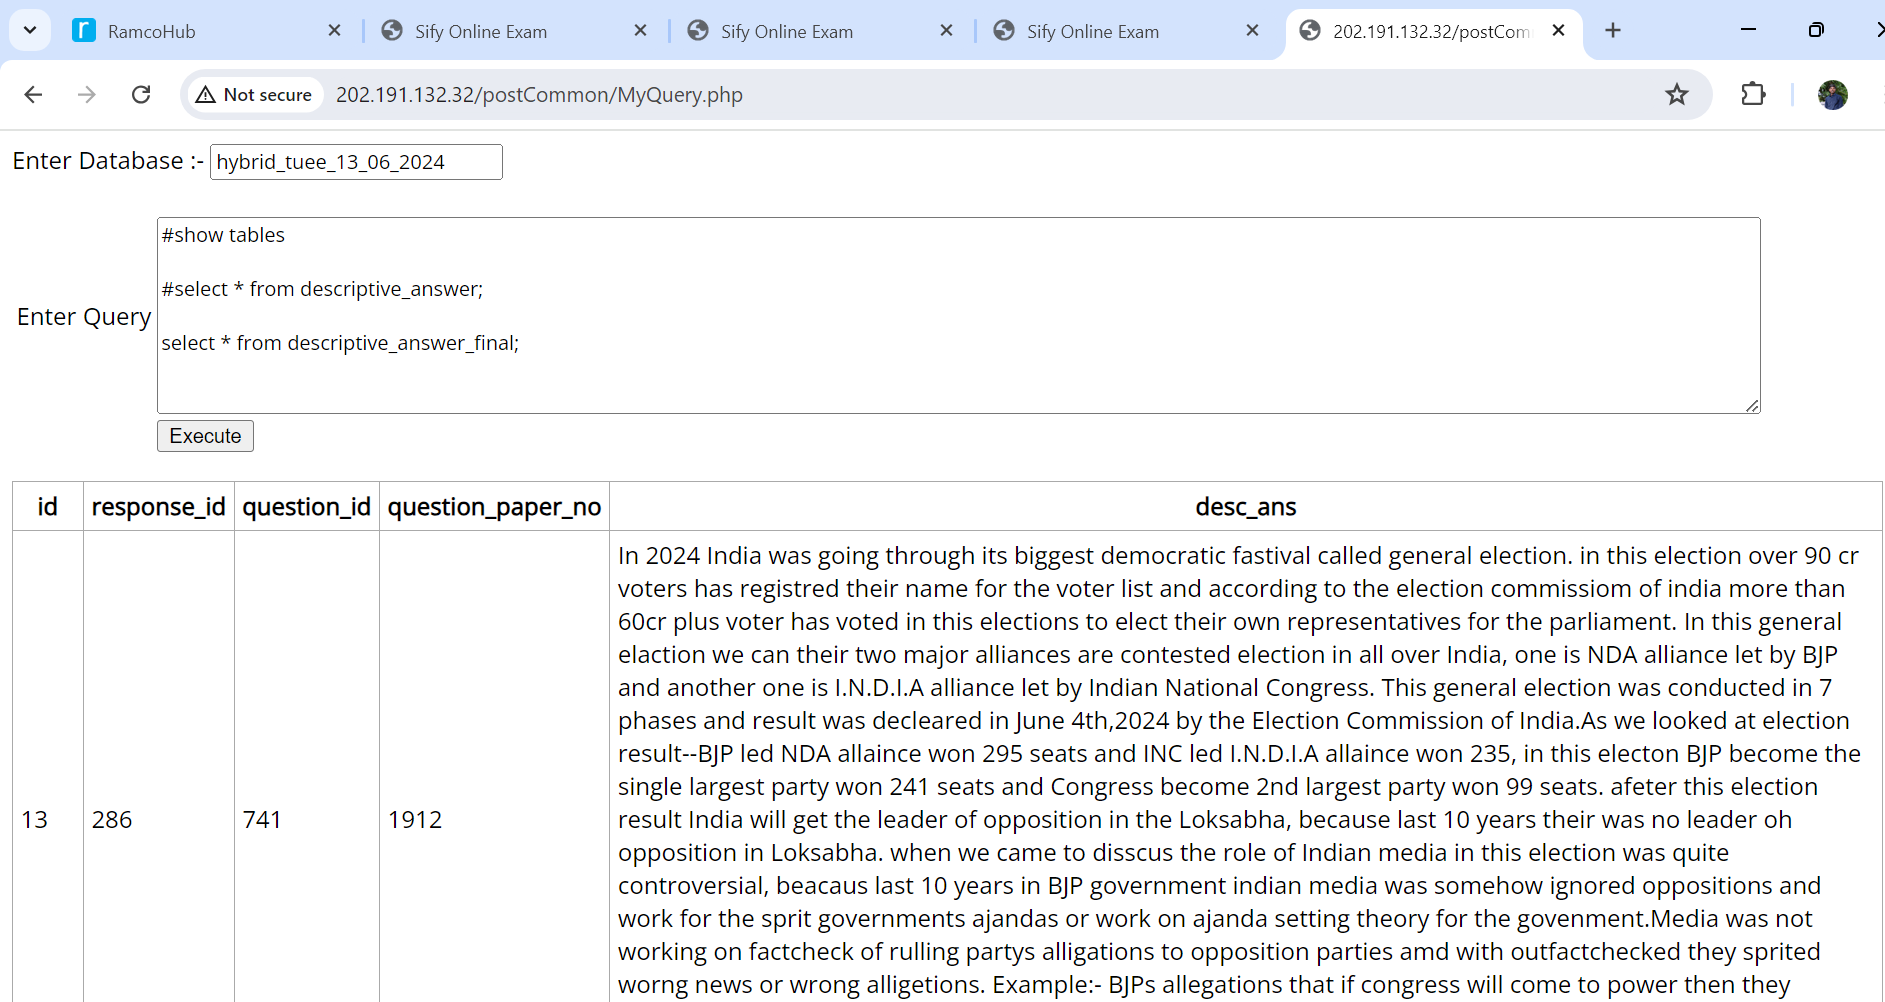 RamcoHub
Sify Online Exam
Sify Online Exam
Sify Online Exam
202.191.132.32/postCom
Not secure
202.191.132.32/postCommon/MyQuery.php
Enter Database :- hybrid_tuee_13_06_2024
#show tables
#select * from descriptive_answer;
Enter Query
select * from descriptive_answer_final;
Execute
id response_id question_id question_paper_no desc_ans
13 286 741 1912
In 2024 India was going through its biggest democratic fastival called general election. in this election over 90 cr
voters has registred their name for the voter list and according to the election commissiom of india more than
60cr plus voter has voted in this elections to elect their own representatives for the parliament. In this general
elaction we can their two major alliances are contested election in all over India, one is NDA alliance let by BJP
and another one is I.N.D.I.A alliance let by Indian National Congress. This general election was conducted in 7
phases and result was decleared in June 4th,2024 by the Election Commission of India.As we looked at election
result--BJP led NDA allaince won 295 seats and INC led I.N.D.I.A allaince won 235, in this electon BJP become the
single largest party won 241 seats and Congress become 2nd largest party won 99 seats. afeter this election
result India will get the leader of opposition in the Loksabha, because last 10 years their was no leader oh
opposition in Loksabha. when we came to disscus the role of Indian media in this election was quite
controversial, beacaus last 10 years in BJP government indian media was somehow ignored oppositions and
work for the sprit governments ajandas or work on ajanda setting theory for the govenment.Media was not
working on factcheck of rulling partys alligations to opposition parties amd with outfactchecked they sprited
worng news or wrong alligetions. Example:- BJPs allegations that if congress will come to power then they